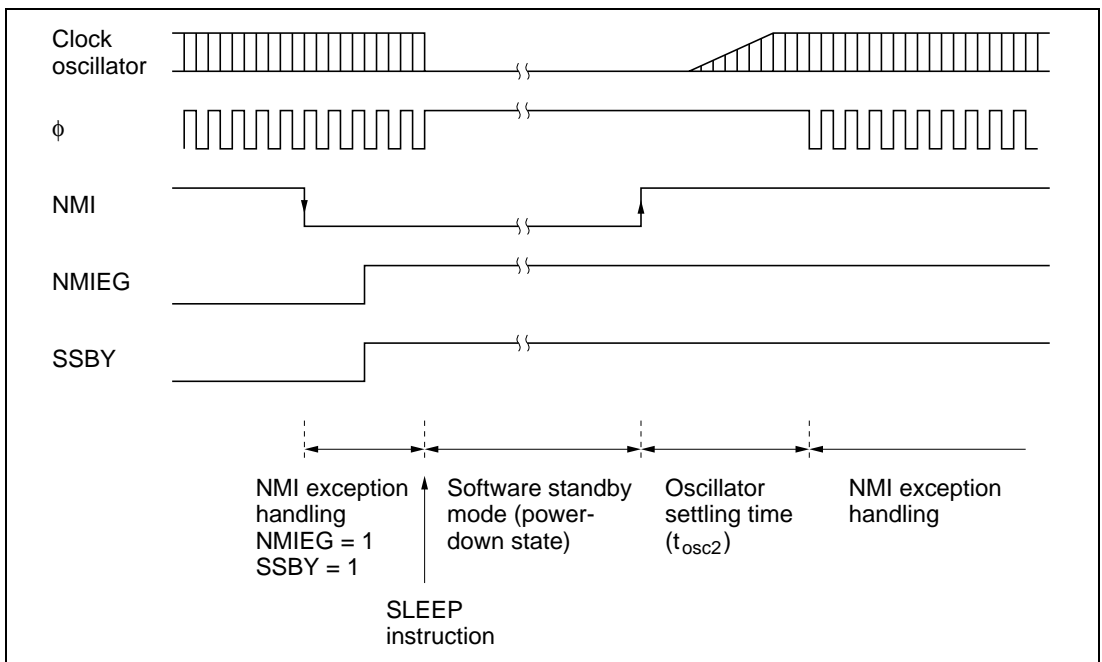 Clock
oscillator
φ
NMI
NMIEG
SSBY
NMI exception
handling
NMIEG = 1
SSBY = 1
Software standby
mode (power-
down state)
Oscillator
settling time
(tosc2)
NMI exception
handling
SLEEP
instruction